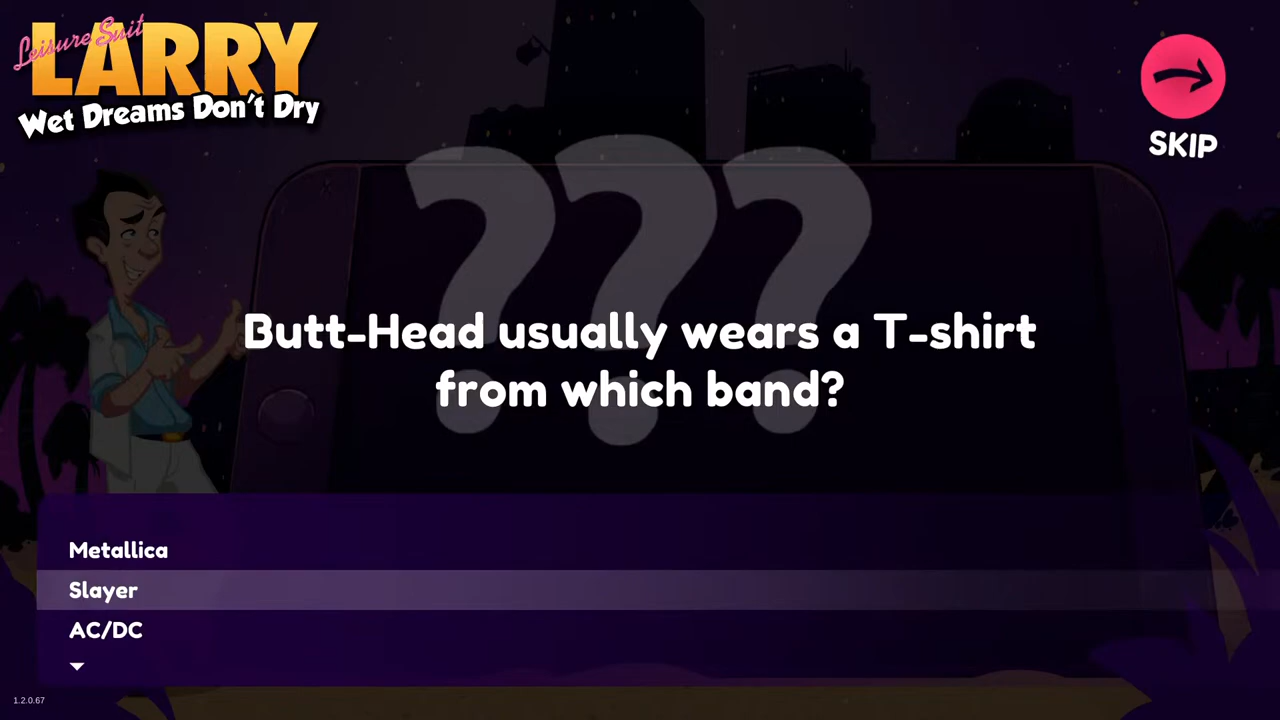 Leisure Suit
LARRY
Wet Dreams Don't Dry
SKIP
???
Butt-Head usually wears a T-shirt
from which band?
Metallica
Slayer
AC/DC
1.2.0.67